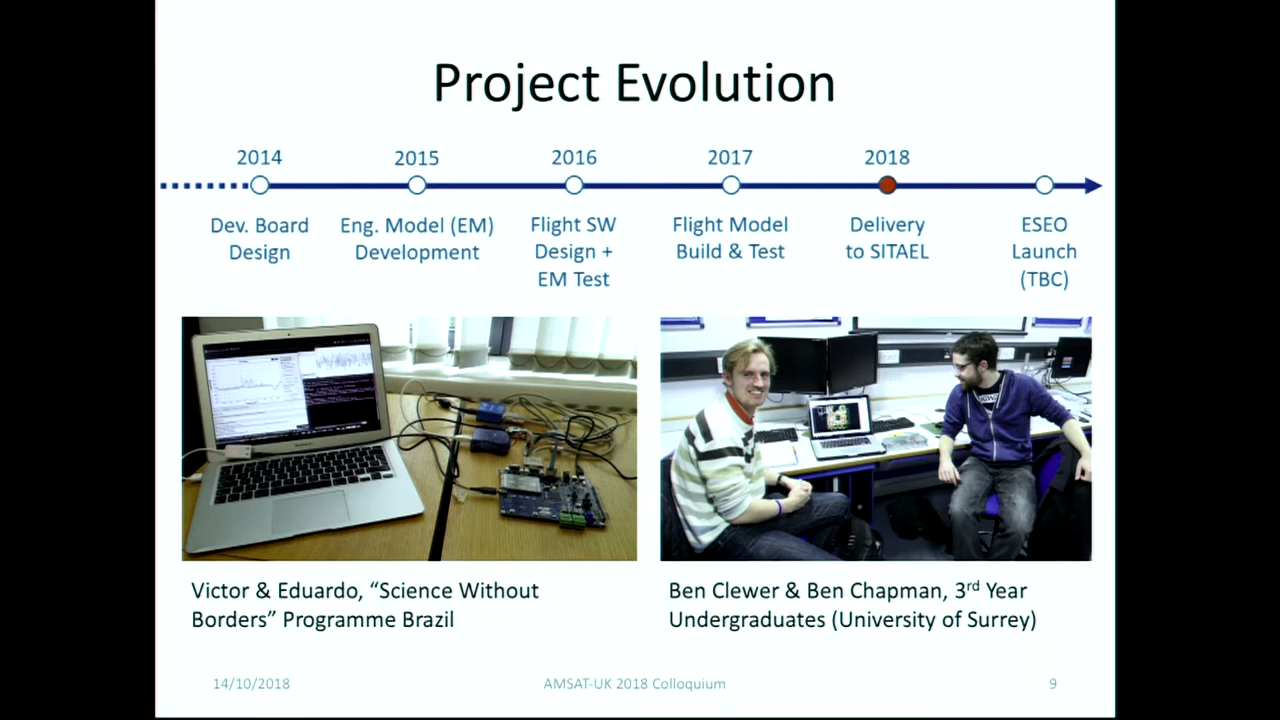 Project Evolution
2014 2015 2016 2017 2018
Dev. Board
Design
Eng. Model (EM)
Development
Flight SW
Design +
EM Test
Flight Model
Build & Test
Delivery
to SITAEL
ESEO
Launch
(TBC)
Victor & Eduardo, “Science Without
Borders” Programme Brazil
Ben Clewer & Ben Chapman, 3rd Year
Undergraduates (University of Surrey)
14/10/2018 AMSAT-UK 2018 Colloquium 9